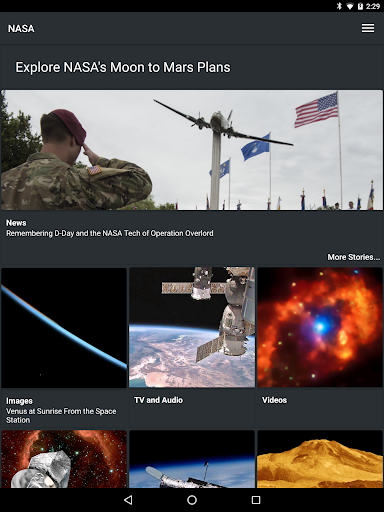 2:29
NASA
Explore NASA's Moon to Mars Plans
News
Remembering D-Day and the NASA Tech of Operation Overlord
More Stories...
Images
Venus at Sunrise From the Space
Station
TV and Audio
Videos